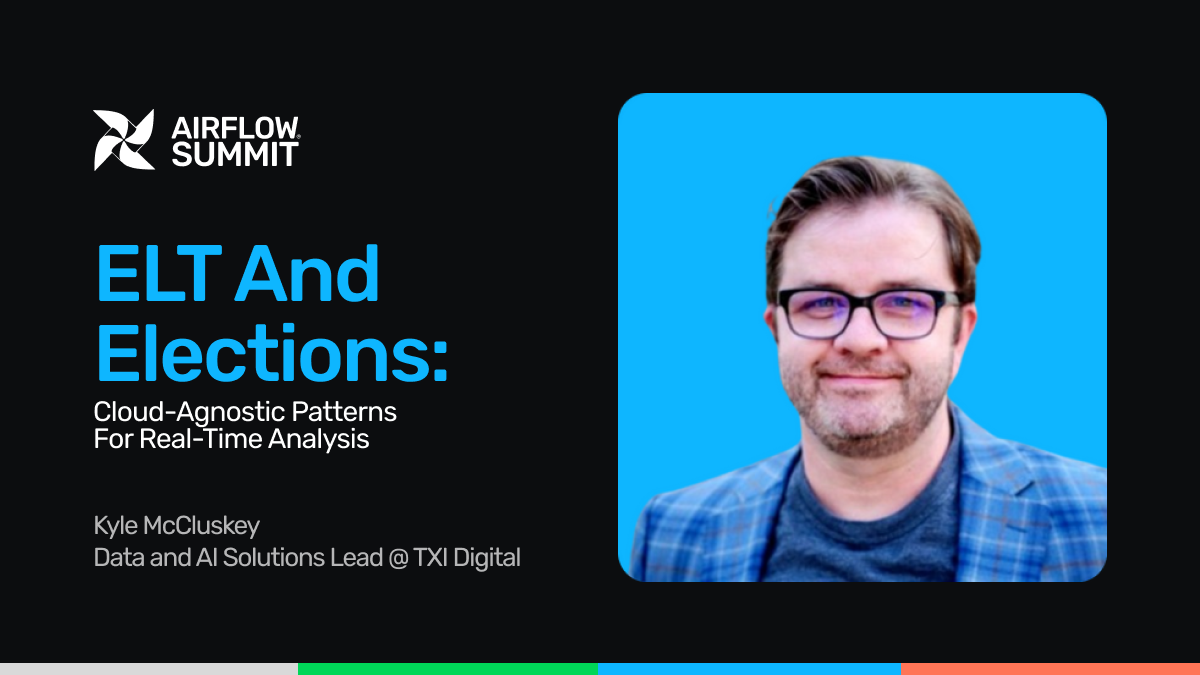 AIRFLOW
SUMMIT
ELT And
Elections:
Cloud-Agnostic Patterns
For Real-Time Analysis
Kyle McCluskey
Data and AI Solutions Lead @ TXI Digital